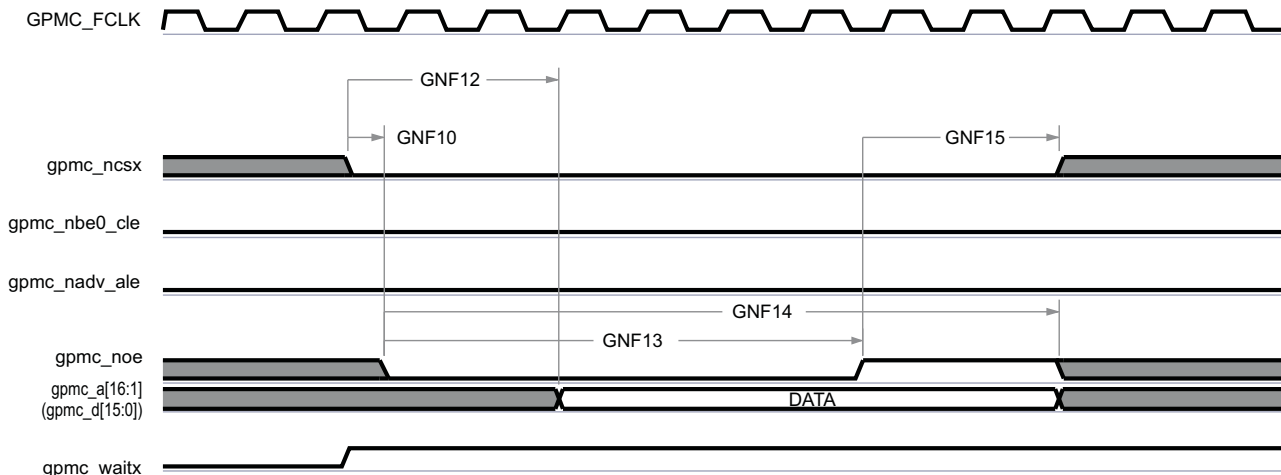 GPMC_FCLK
GNF12
GNF10
GNF15
gpmc_ncsx
gpmc_nbe0_cle
gpmc_nadv_ale
GNF14
GNF13
gpmc_noe
gpmc_a[16:1]
(gpmc_d[15:0])
DATA
gpmc_waitx